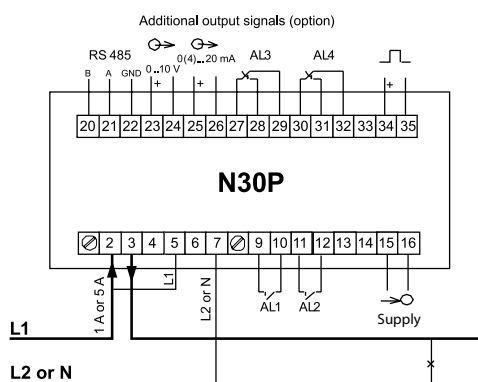 Additional output signals (option)
RS 485
0(4)...20 mA
AL3
AL4
B A GND
0..10 V
+ + +
20 21 22 23 24 25 26 27 28 29 30 31 32 33 34 35
N30P
2 3 4 5 6 7 9 10 11 12 13 14 15 16
1 A or 5 A
L1
L2 or N
AL1
AL2
Supply
L1
L2 or N